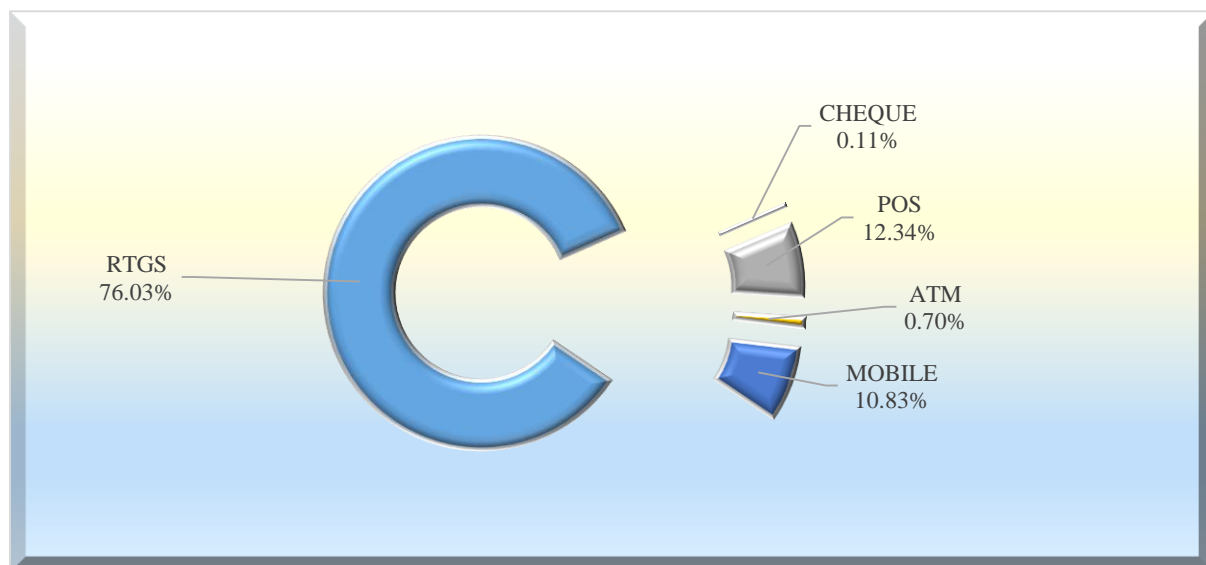 CHEQUE
0.11%
POS
12.34%
RTGS
76.03%
ATM
0.70%
MOBILE
10.83%